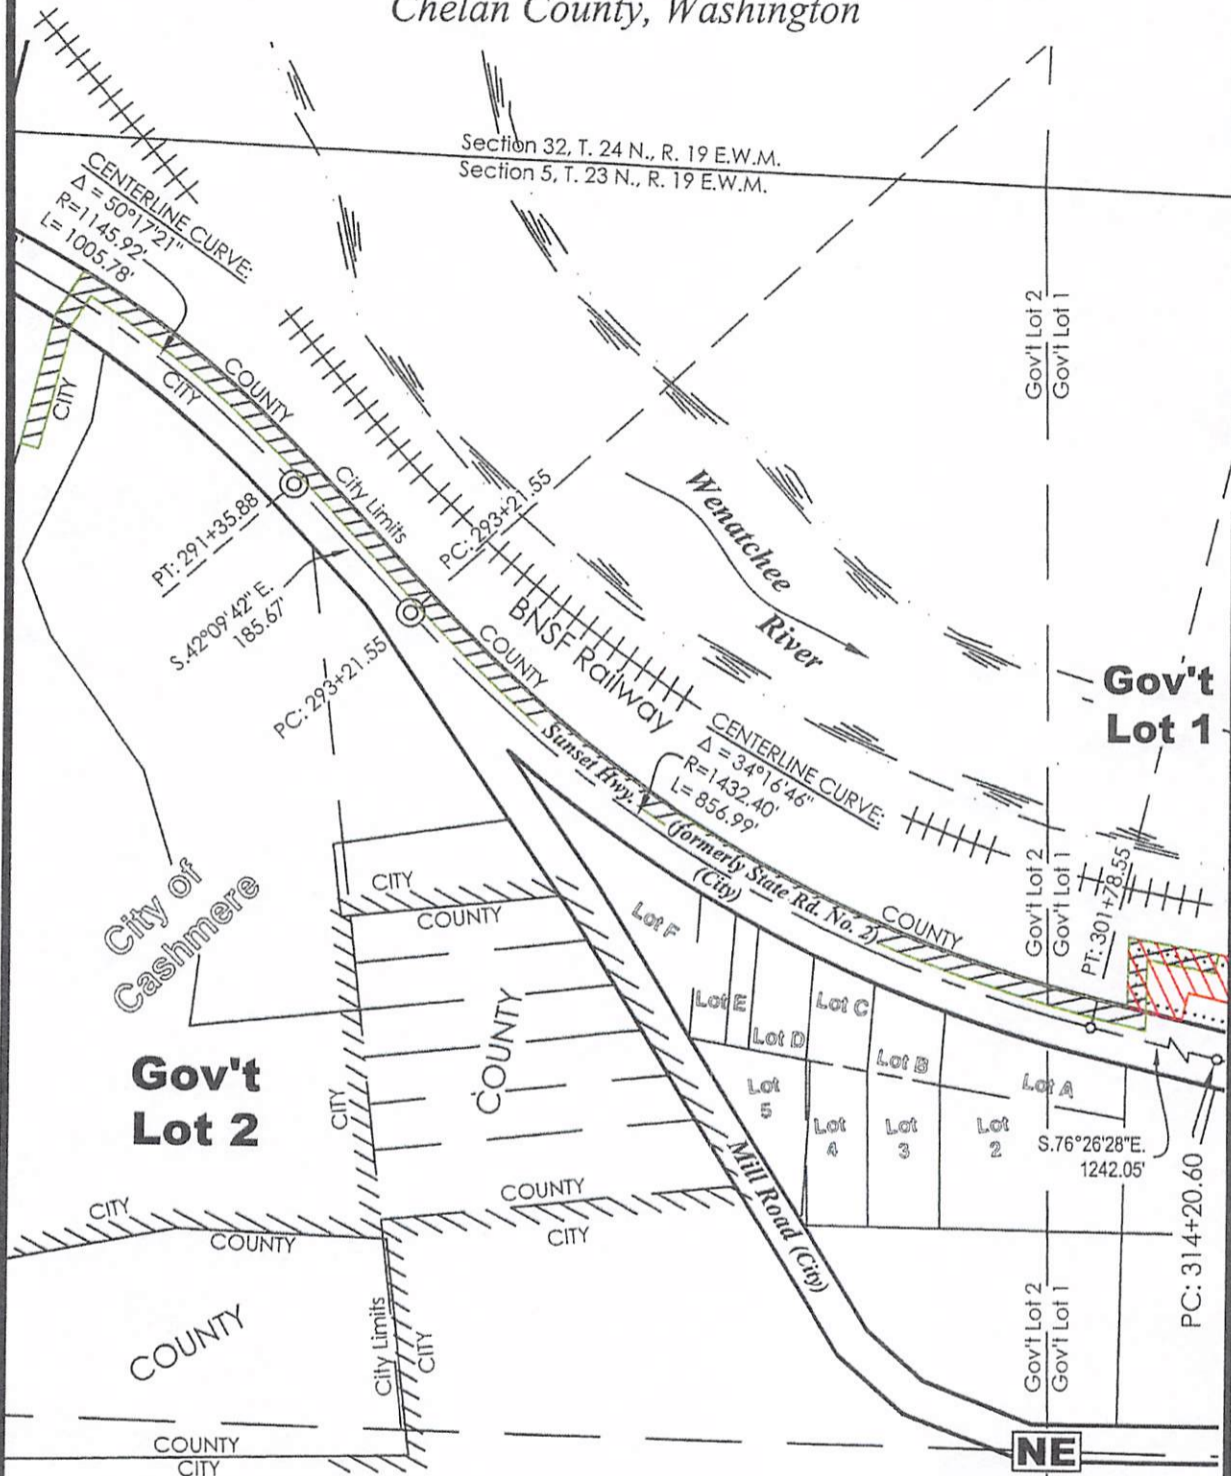 Chelan County, Washington
Section 32, T. 24 N., R. 19 E.W.M.
Section 5, T. 23 N., R. 19 E.W.M.
CENTERLINE CURVE:
Δ = 50°17'21"
R=1145.92'
L= 1005.78'
Gov't Lot 2
Gov't Lot 1
COUNTY
CITY
CITY
City Limits
PT: 291+35.88
PC: 293+21.55
S.42°09'42" E.
185.67'
PC: 293+21.55
Wenatchee
River
BNSF Railway
COUNTY
Gov't
Lot 1
Sunset Hwy.
(formerly State Rd. No. 2)
(City)
CENTERLINE CURVE:
Δ = 34°16'46"
R=1432.40'
L= 856.99'
COUNTY
Gov't Lot 2
Gov't Lot 1
PT: 301+78.55
City of
Cashmere
CITY
COUNTY
Lot F
Lot E
Lot D
Lot C
Lot B
Lot A
Lot
5
Lot
4
Lot
3
Lot
2
S.76°26'28"E.
1242.05'
PC: 314+20.60
Gov't
Lot 2
CITY
COUNTY
Mill Road (City)
CITY
COUNTY
COUNTY
CITY
COUNTY
City Limits
CITY
Gov't Lot 2
Gov't Lot 1
COUNTY
CITY
NE